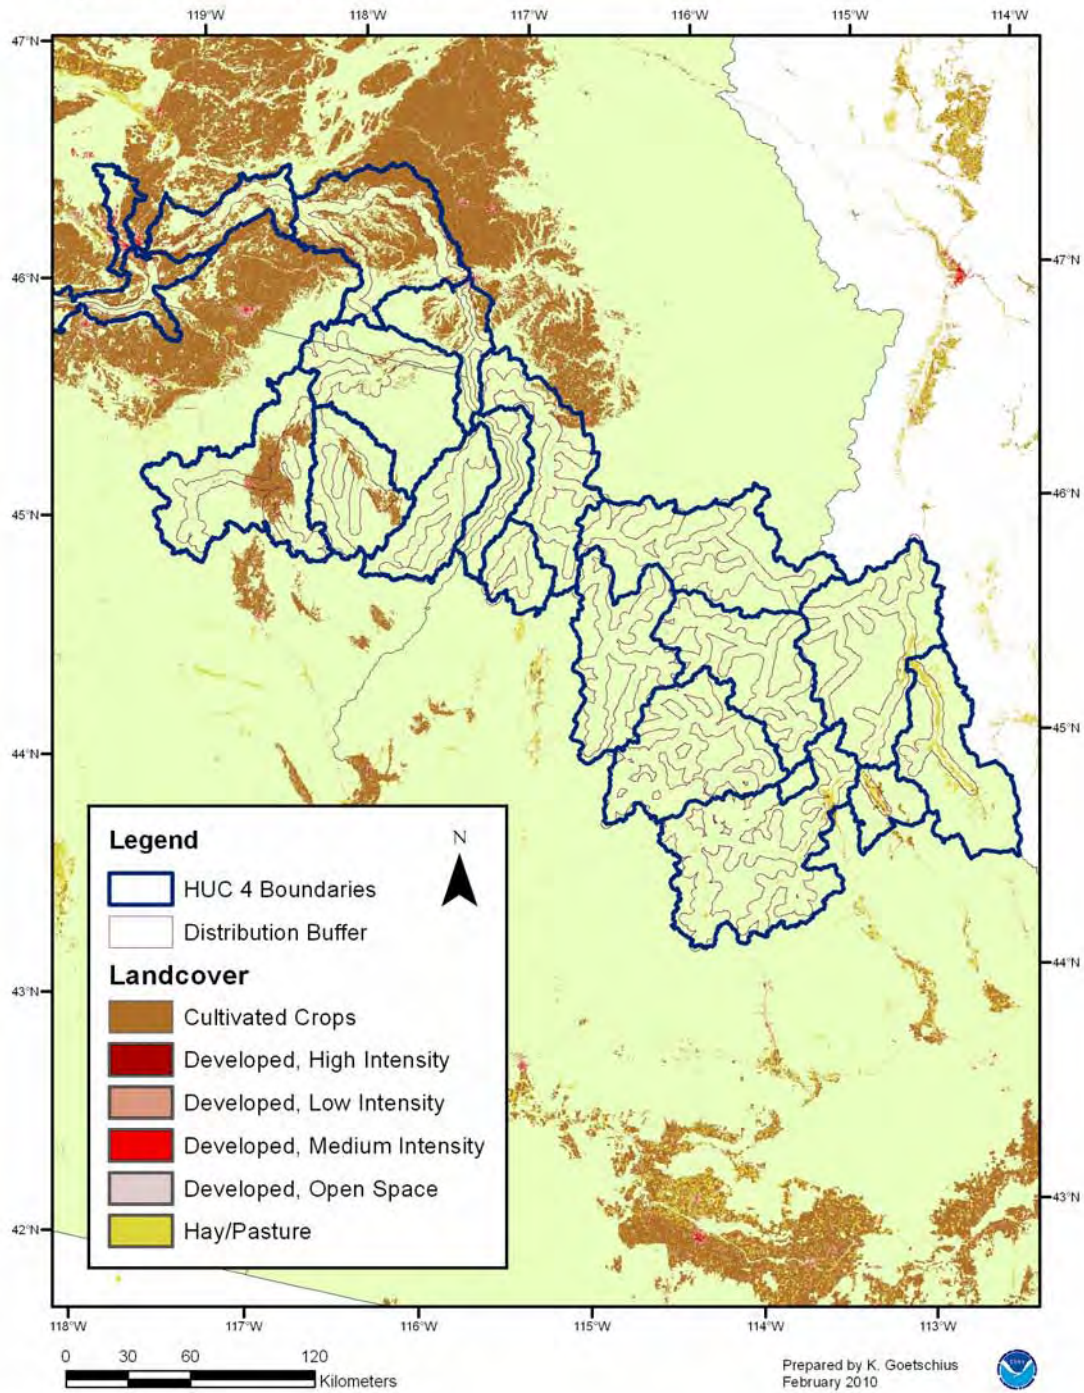 119°W 118°W 117°W 116°W 115°W 114°W
47°N
46°N
47°N
45°N
46°N
44°N
45°N
43°N
44°N
42°N
43°N
Legend
N
HUC 4 Boundaries
Distribution Buffer
Landcover
Cultivated Crops
Developed, High Intensity
Developed, Low Intensity
Developed, Medium Intensity
Developed, Open Space
Hay/Pasture
118°W 117°W 116°W 115°W 114°W 113°W
0 30 60 120
Kilometers
Prepared by K. Goetschius
February 2010